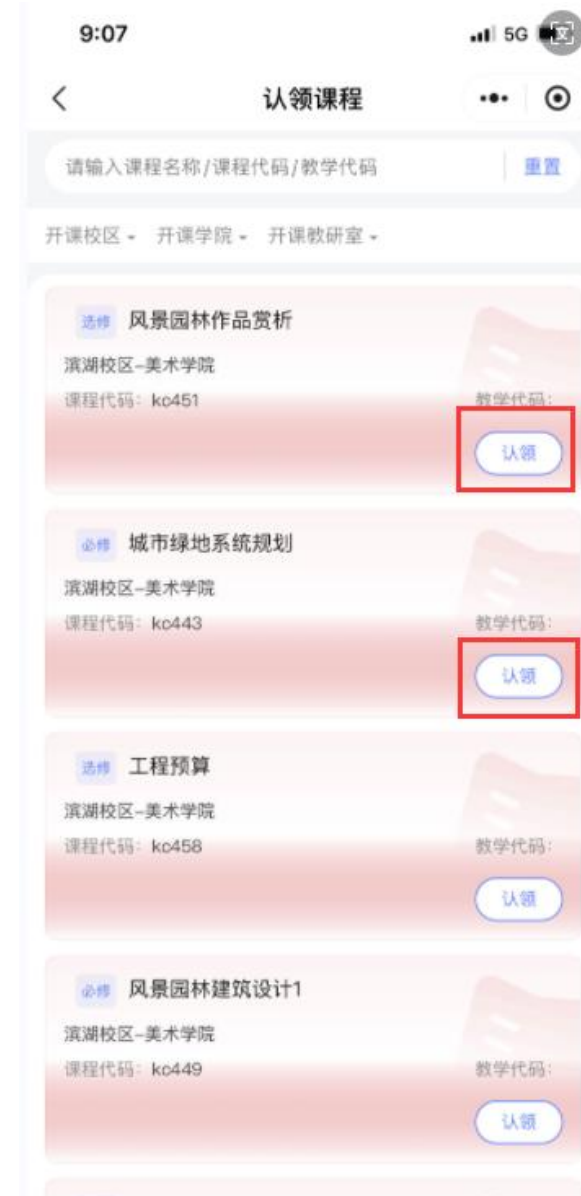 9:07
5G
文
认领课程
请输入课程名称/课程代码/教学代码 重置
开课校区 开课学院 开课教研室
选修 风景园林作品赏析
滨湖校区-美术学院
课程代码: kc451 教学代码:
认领
必修 城市绿地系统规划
滨湖校区-美术学院
课程代码: kc443 教学代码:
认领
选修 工程预算
滨湖校区-美术学院
课程代码: kc458 教学代码:
认领
必修 风景园林建筑设计1
滨湖校区-美术学院
课程代码: kc449 教学代码:
认领